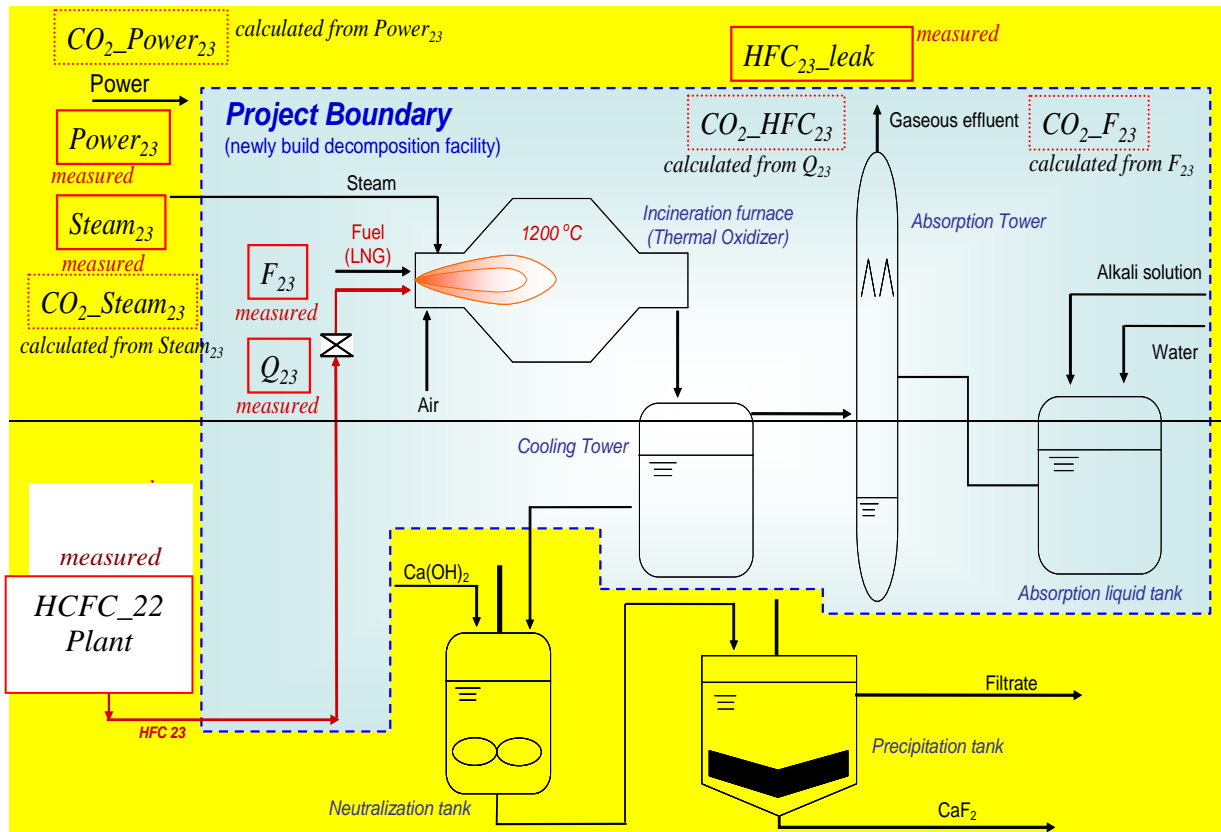 CO₂_Power₂₃
calculated from Power₂₃
Power
Power₂₃
measured
Steam₂₃
measured
CO₂_Steam₂₃
calculated from Steam₂₃
HFC₂₃_leak
measured
Project Boundary
(newly build decomposition facility)
CO₂_HFC₂₃
calculated from Q₂₃
Gaseous effluent
CO₂_F₂₃
calculated from F₂₃
Steam
Fuel
(LNG)
1200 °C
Incineration furnace
(Thermal Oxidizer)
Absorption Tower
F₂₃
measured
Q₂₃
measured
Air
Alkali solution
Water
Cooling Tower
Absorption liquid tank
measured
HCFC_22
Plant
HFC 23
Ca(OH)₂
Neutralization tank
Filtrate
Precipitation tank
CaF₂